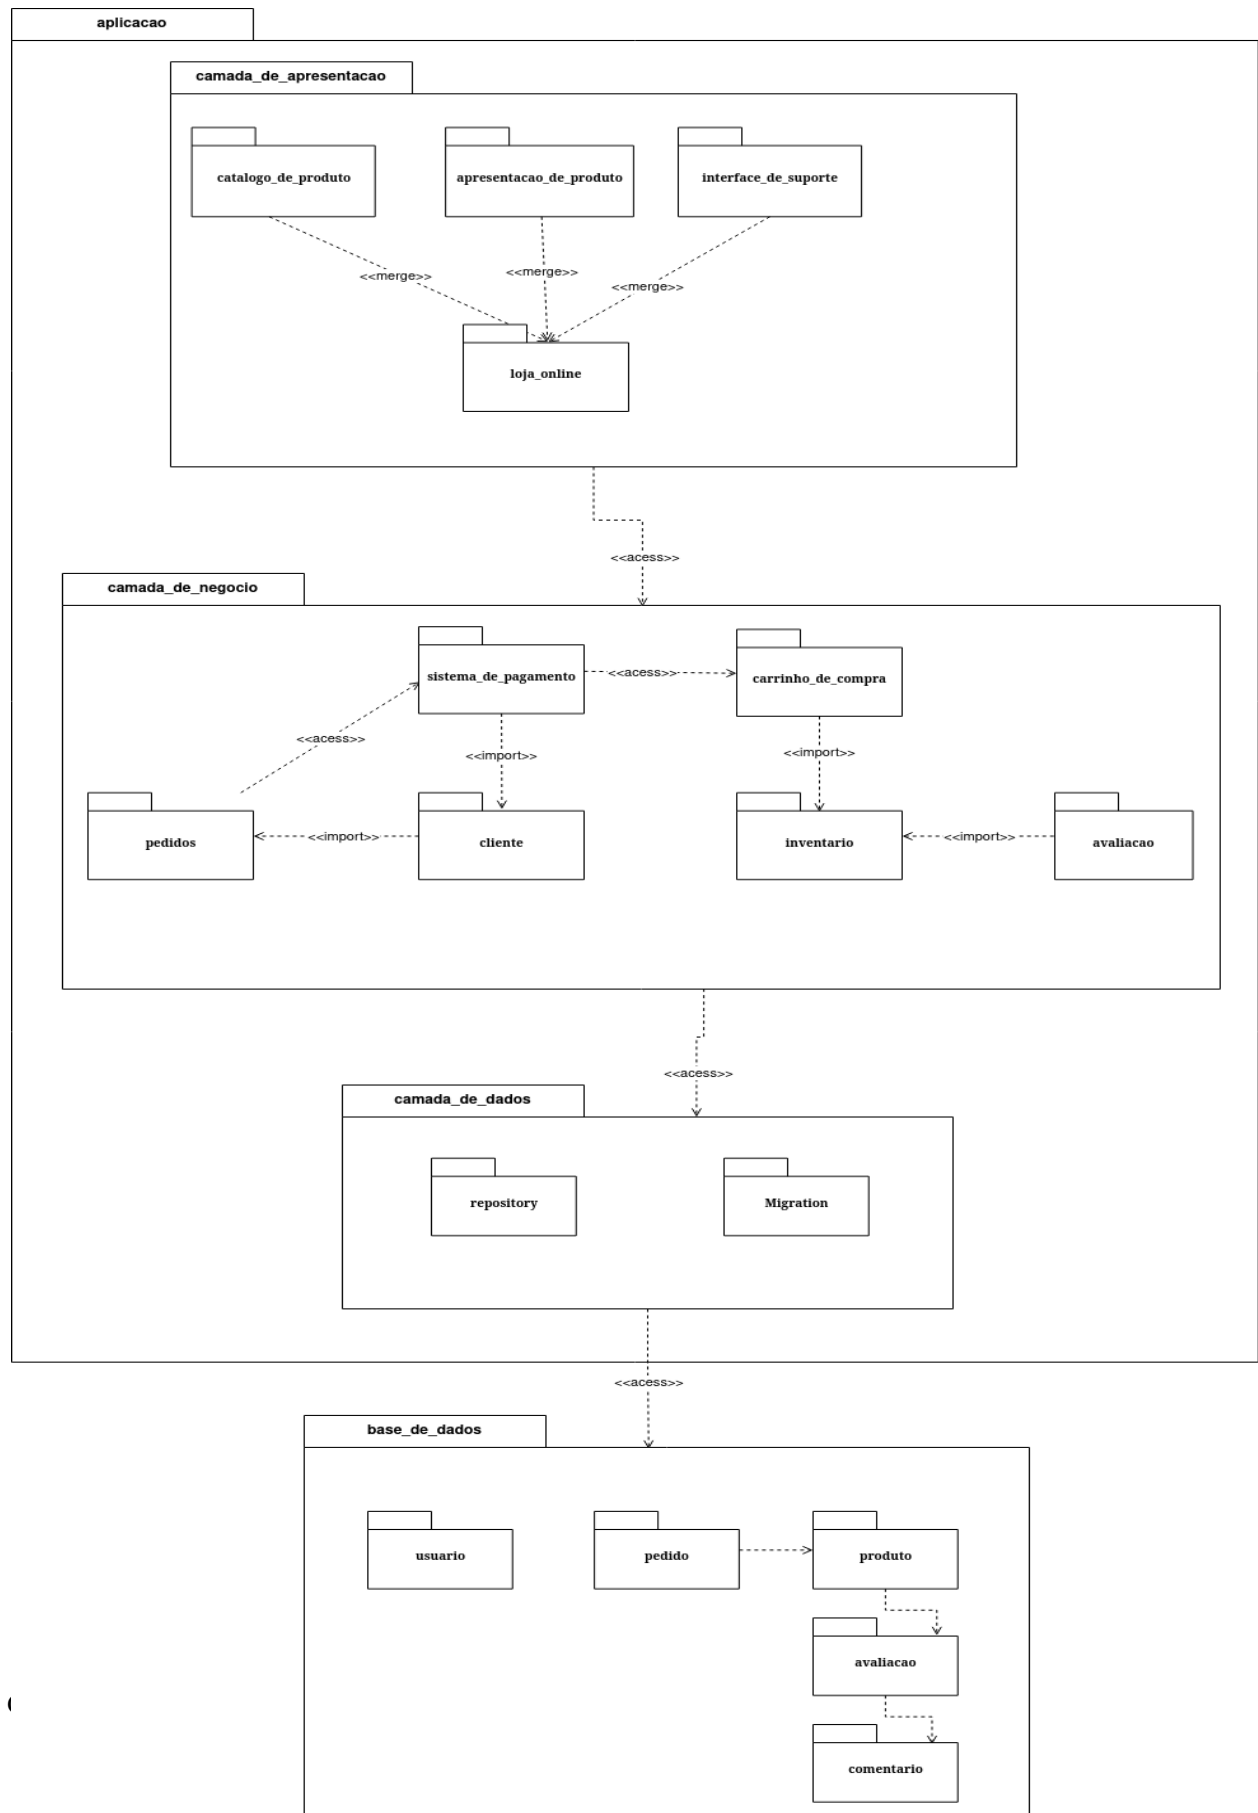 aplicacao
camada_de_apresentacao
catalogo_de_produto
apresentacao_de_produto
interface_de_suporte
<<merge>>
<<merge>>
<<merge>>
loja_online
<<acess>>
camada_de_negocio
sistema_de_pagamento
<<acess>>
carrinho_de_compra
<<acess>>
<<import>>
<<import>>
pedidos
<<import>>
cliente
inventario
<<import>>
avaliacao
<<acess>>
camada_de_dados
repository
Migration
<<acess>>
base_de_dados
usuario
pedido
produto
avaliacao
comentario